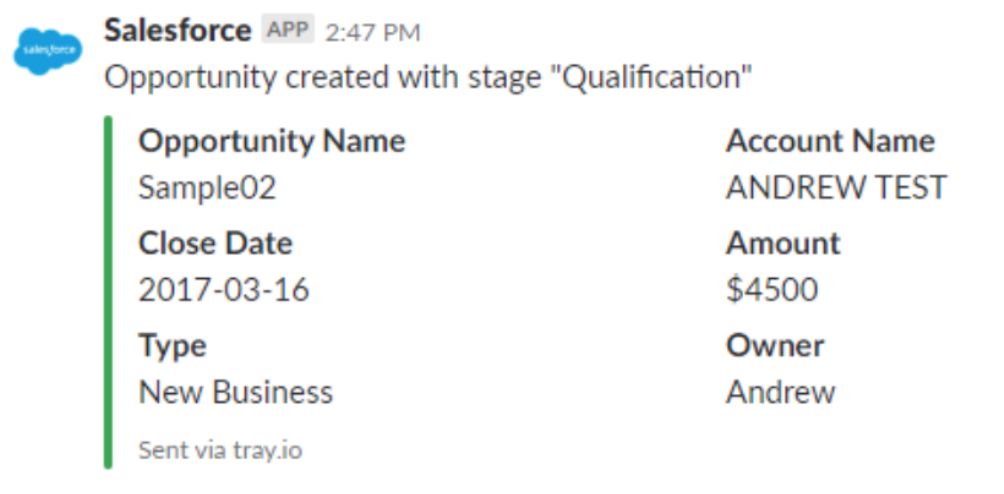 salesforce
Salesforce APP 2:47 PM
Opportunity created with stage "Qualification"
Opportunity Name Account Name
Sample02 ANDREW TEST
Close Date Amount
2017-03-16 $4500
Type Owner
New Business Andrew
Sent via tray.io